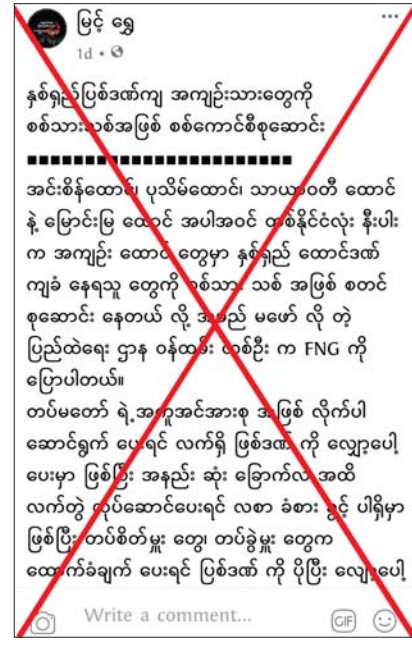 မြင့် ရွှေ
1d
နှစ်ရှည်ပြစ်ဒဏ်ကျ အကျဉ်းသားတွေကို
စစ်သားသစ်အဖြစ် စစ်ကောင်စီစုဆောင်း
အင်းစိန်ထောင်၊ ပုသိမ်ထောင်၊ သာယာဝတီ ထောင်
နဲ့ မြောင်းမြ ထောင် အပါအဝင် တစ်နိုင်ငံလုံး နီးပါး
က အကျဉ်း ထောင် တွေမှာ နှစ်ရှည် ထောင်ဒဏ်
ကျခံ နေရသူ တွေကို စစ်သား သစ် အဖြစ် စတင်
စုဆောင်း နေတယ် လို့ အမည် မဖော် လို တဲ့
ပြည်ထဲရေး ဌာန ဝန်ထမ်း တစ်ဦး က FNG ကို
ပြောပါတယ်။
တပ်မတော် ရဲ့ အကူအင်အားစု အဖြစ် လိုက်ပါ
ဆောင်ရွက် ပေးရင် လက်ရှိ ဖြစ်ဒဏ် ကို လျှော့ပေါ့
ပေးမှာ ဖြစ်ပြီး အနည်း ဆုံး ခြောက်လ အထိ
လက်တွဲ လုပ်ဆောင်ပေးရင် လစာ ခံစား ခွင့် ပါရှိမှာ
ဖြစ်ပြီး တပ်စိတ်မှူး တွေ၊ တပ်ခွဲမှူး တွေက
ထောက်ခံချက် ပေးရင် ပြစ်ဒဏ် ကို ပိုပြီး လျော့ပေါ့
Write a comment...
GIF